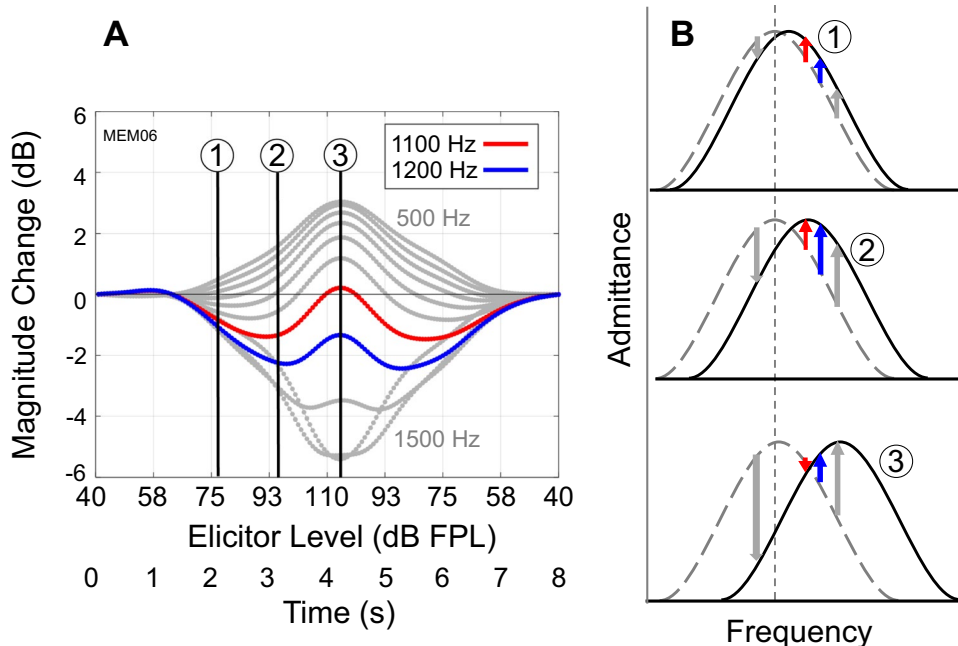 A
B
Magnitude Change (dB)
6
4
2
0
-2
-4
-6
MEM06
1
2
3
1100 Hz
1200 Hz
500 Hz
1500 Hz
40 58 75 93 110 93 75 58 40
Elicitor Level (dB FPL)
0 1 2 3 4 5 6 7 8
Time (s)
Admittance
1
2
3
Frequency